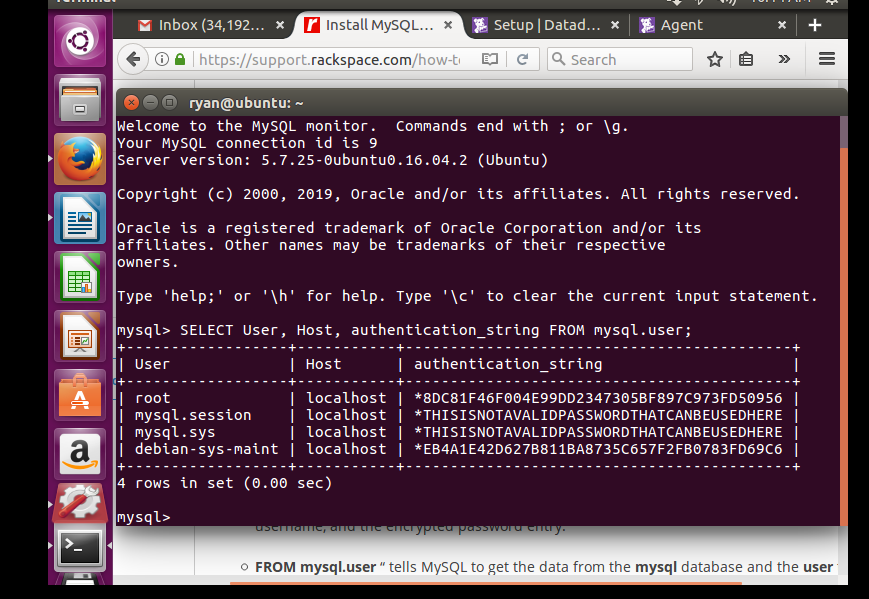 Inbox (34,192...
Install MySQL...
Setup | Datad...
Agent
https://support.rackspace.com/how-t
Search
ryan@ubuntu: ~
Welcome to the MySQL monitor.  Commands end with ; or \g.
Your MySQL connection id is 9
Server version: 5.7.25-0ubuntu0.16.04.2 (Ubuntu)
Copyright (c) 2000, 2019, Oracle and/or its affiliates. All rights reserved.
Oracle is a registered trademark of Oracle Corporation and/or its
affiliates. Other names may be trademarks of their respective
owners.
Type 'help;' or '\h' for help. Type '\c' to clear the current input statement.
mysql> SELECT User, Host, authentication_string FROM mysql.user;
+------------------+-----------+-------------------------------------------+
| User             | Host      | authentication_string                     |
+------------------+-----------+-------------------------------------------+
| root             | localhost | *8DC81F46F004E99DD2347305BF897C973FD50956 |
| mysql.session    | localhost | *THISISNOTAVALIDPASSWORDTHATCANBEUSEDHERE |
| mysql.sys        | localhost | *THISISNOTAVALIDPASSWORDTHATCANBEUSEDHERE |
| debian-sys-maint | localhost | *EB4A1E42D627B811BA8735C657F2FB0783FD69C6 |
+------------------+-----------+-------------------------------------------+
4 rows in set (0.00 sec)
mysql>
username, and the encrypted password entry.
FROM mysql.user “ tells MySQL to get the data from the mysql database and the user